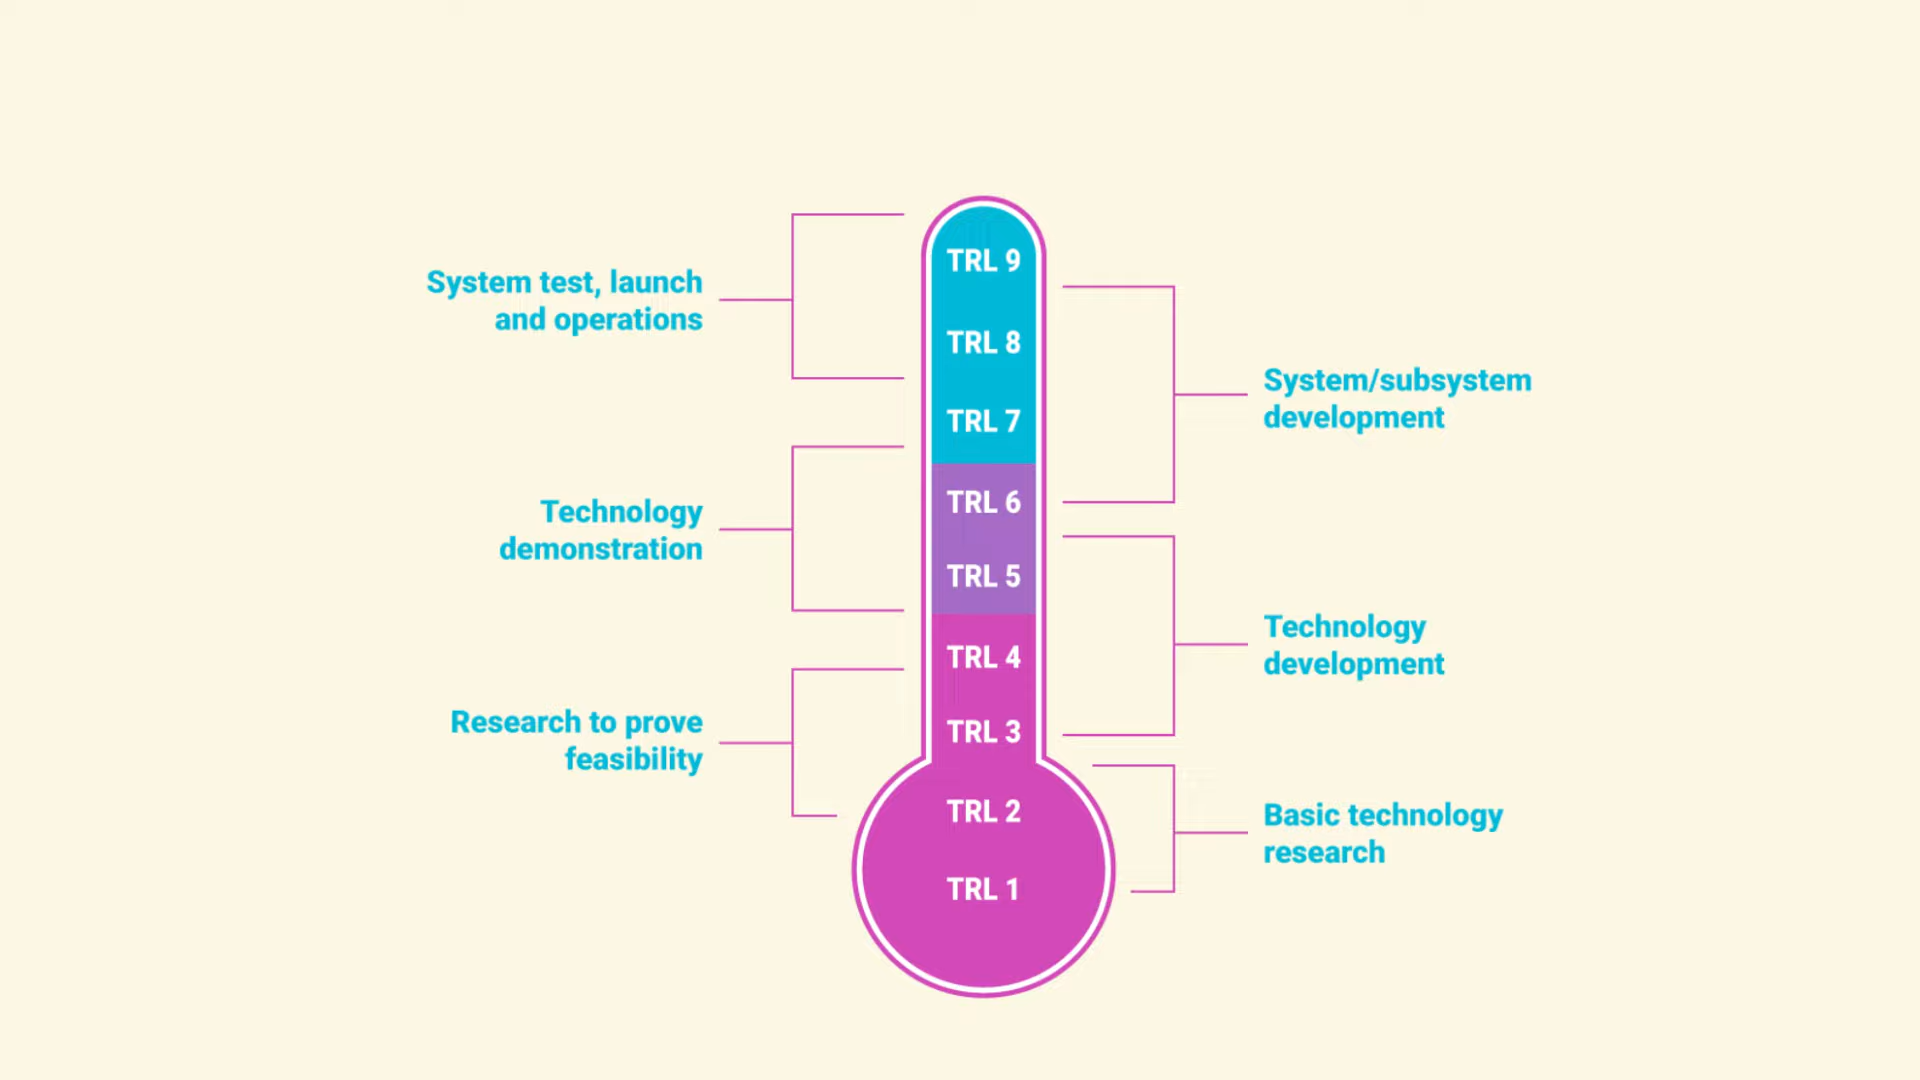 System test, launch
and operations
Technology
demonstration
Research to prove
feasibility
TRL 9
TRL 8
TRL 7
TRL 6
TRL 5
TRL 4
TRL 3
TRL 2
TRL 1
System/subsystem
development
Technology
development
Basic technology
research